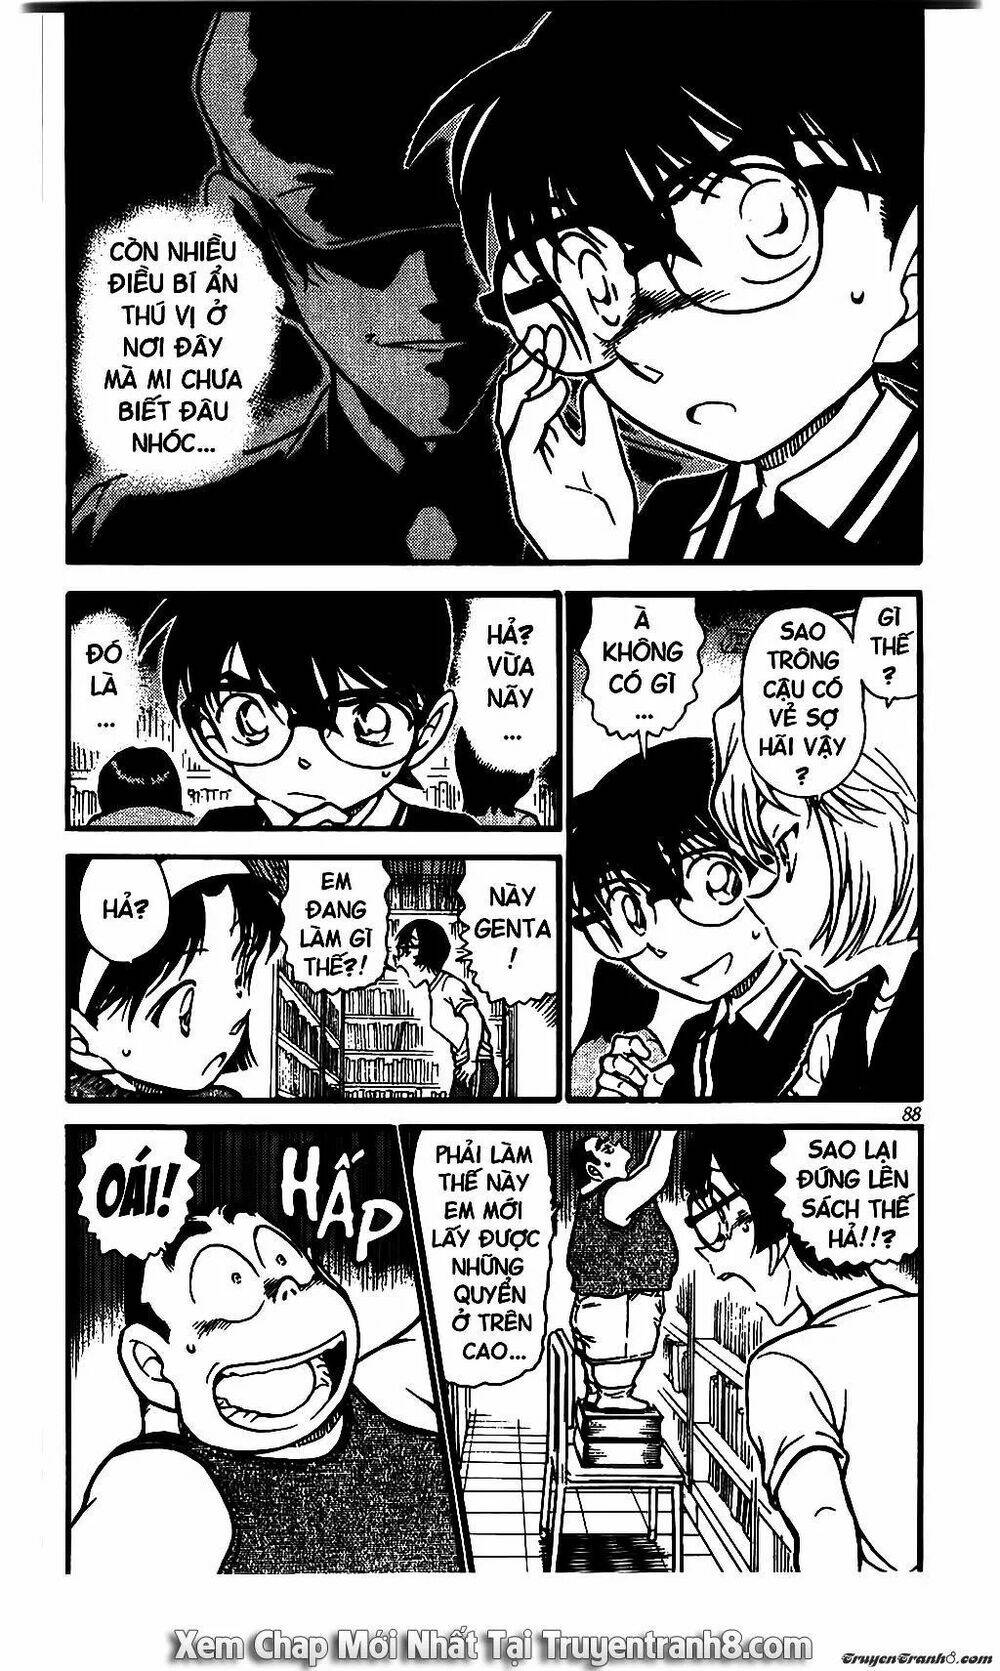 CÒN NHIỀU
ĐIỀU BÍ ẨN
THÚ VỊ Ở
NƠI ĐÂY
MÀ MI CHƯA
BIẾT ĐÂU
NHÓC...
GÌ
THẾ
?
SAO
TRÔNG
CẬU CÓ
VẺ SỢ
HÃI VẬY
?
À
KHÔNG
CÓ GÌ
...
HẢ?
VỪA
NÃY
...
ĐÓ
LÀ
...
NÀY
GENTA
!
EM
ĐANG
LÀM GÌ
THẾ?!
HẢ?
88
SAO LẠI
ĐỨNG LÊN
SÁCH THẾ
HẢ!!?
PHẢI LÀM
THẾ NÀY
EM MỚI
LẤY ĐƯỢC
NHỮNG
QUYỂN
Ở TRÊN
CAO...
HẤP
OÁI!
Xem Chap Mới Nhất Tại Truyentranh8.com
TruyenTranh8.com